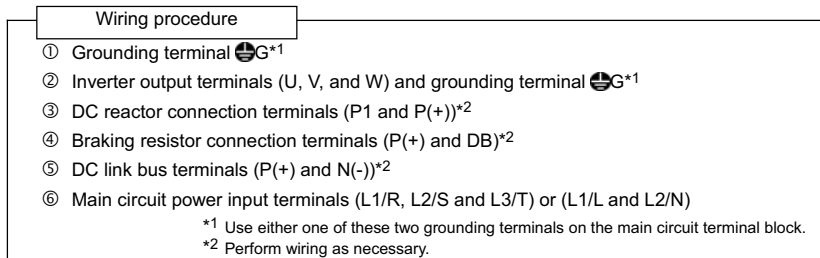 Wiring procedure
① Grounding terminal ⏚G*1
② Inverter output terminals (U, V, and W) and grounding terminal ⏚G*1
③ DC reactor connection terminals (P1 and P(+))*2
④ Braking resistor connection terminals (P(+) and DB)*2
⑤ DC link bus terminals (P(+) and N(-))*2
⑥ Main circuit power input terminals (L1/R, L2/S and L3/T) or (L1/L and L2/N)
*1 Use either one of these two grounding terminals on the main circuit terminal block.
*2 Perform wiring as necessary.